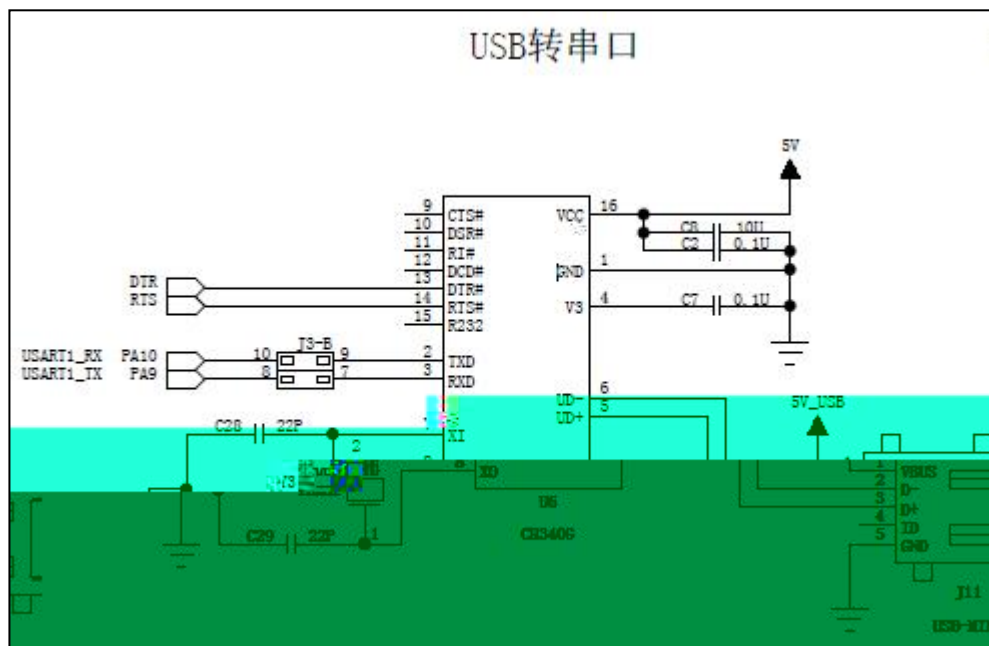 USB转串口
5V
9 CTS# VCC 16
10 DSR# C8 10U
11 RI# C2 0.1U
12 DCD# GND 1
DTR 13 DTR#
RTS 14 RTS# V3 4 C7 0.1U
15 R232
J3-B
USART1_RX PA10 10 9 2 TXD
USART1_TX PA9 8 7 3 RXD
UD- 6
UD+ 5
5V_USB
C28 22P XI
2
XO
1 VBUS
2 D-
3 D+
4 ID
5 GND
U6
C29 22P 1 CH340G
J11